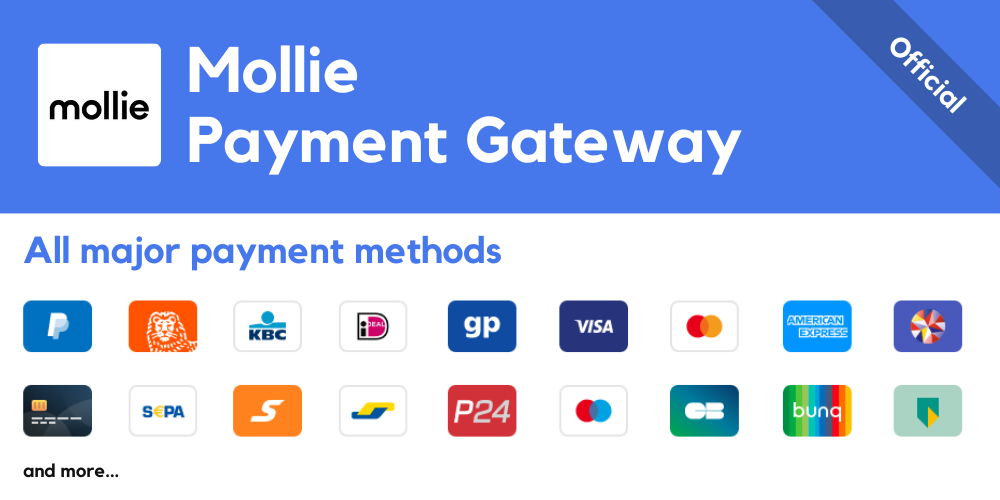 mollie
Mollie
Payment Gateway
Official
All major payment methods
KBC
iDEAL
gp
VISA
AMERICAN
EXPRESS
S€PA
P24
CB
bunq
and more...